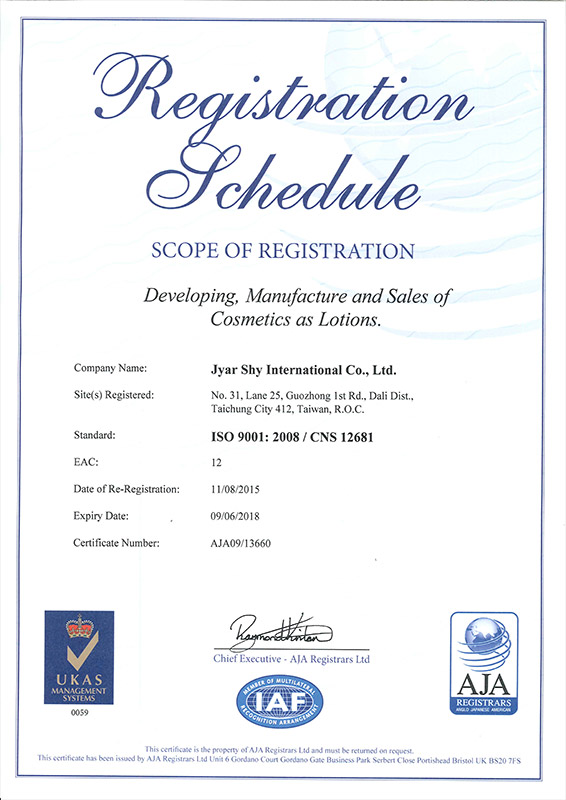 Registration
Schedule
SCOPE OF REGISTRATION
Developing, Manufacture and Sales of
Cosmetics as Lotions.
Company Name: Jyar Shy International Co., Ltd.
Site(s) Registered: No. 31, Lane 25, Guozhong 1st Rd., Dali Dist.,
Taichung City 412, Taiwan, R.O.C.
Standard: ISO 9001: 2008 / CNS 12681
EAC: 12
Date of Re-Registration: 11/08/2015
Expiry Date: 09/06/2018
Certificate Number: AJA09/13660
Chief Executive - AJA Registrars Ltd
UKAS
MANAGEMENT
SYSTEMS
0059
MEMBER OF MULTILATERAL
IAF
RECOGNITION ARRANGEMENT
AJA
REGISTRARS
ANGLO JAPANESE AMERICAN
This certificate is the property of AJA Registrars Ltd and must be returned on request.
This certificate has been issued by AJA Registrars Ltd Unit 6 Gordano Court Gordano Gate Business Park Serbert Close Portishead Bristol UK BS20 7FS